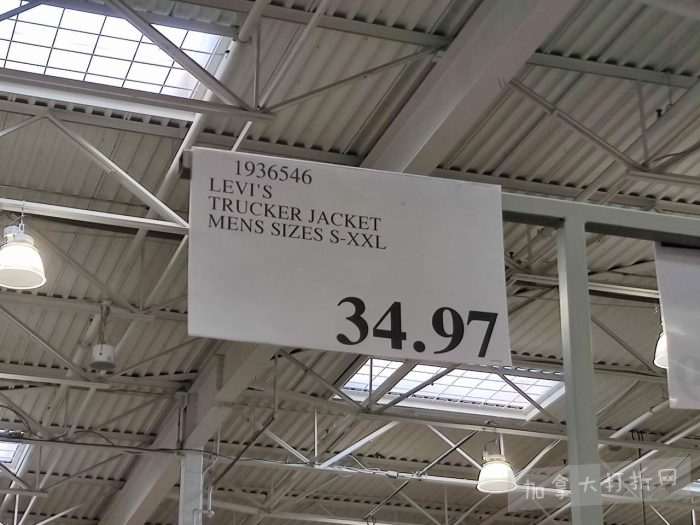 1936546
LEVI'S
TRUCKER JACKET
MENS SIZES S-XXL
34.97
加拿大打折网